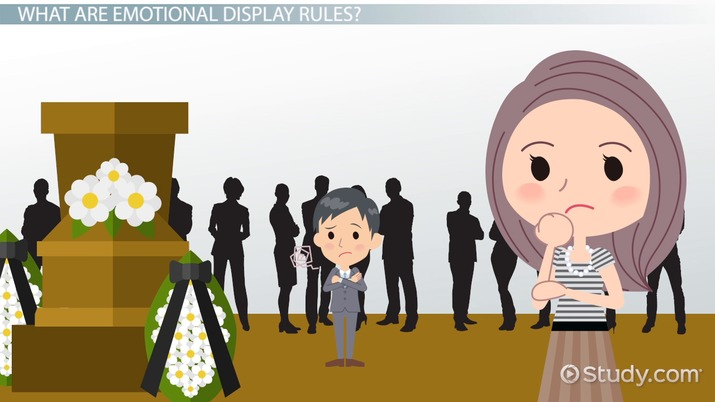 WHAT ARE EMOTIONAL DISPLAY RULES?
Study.com